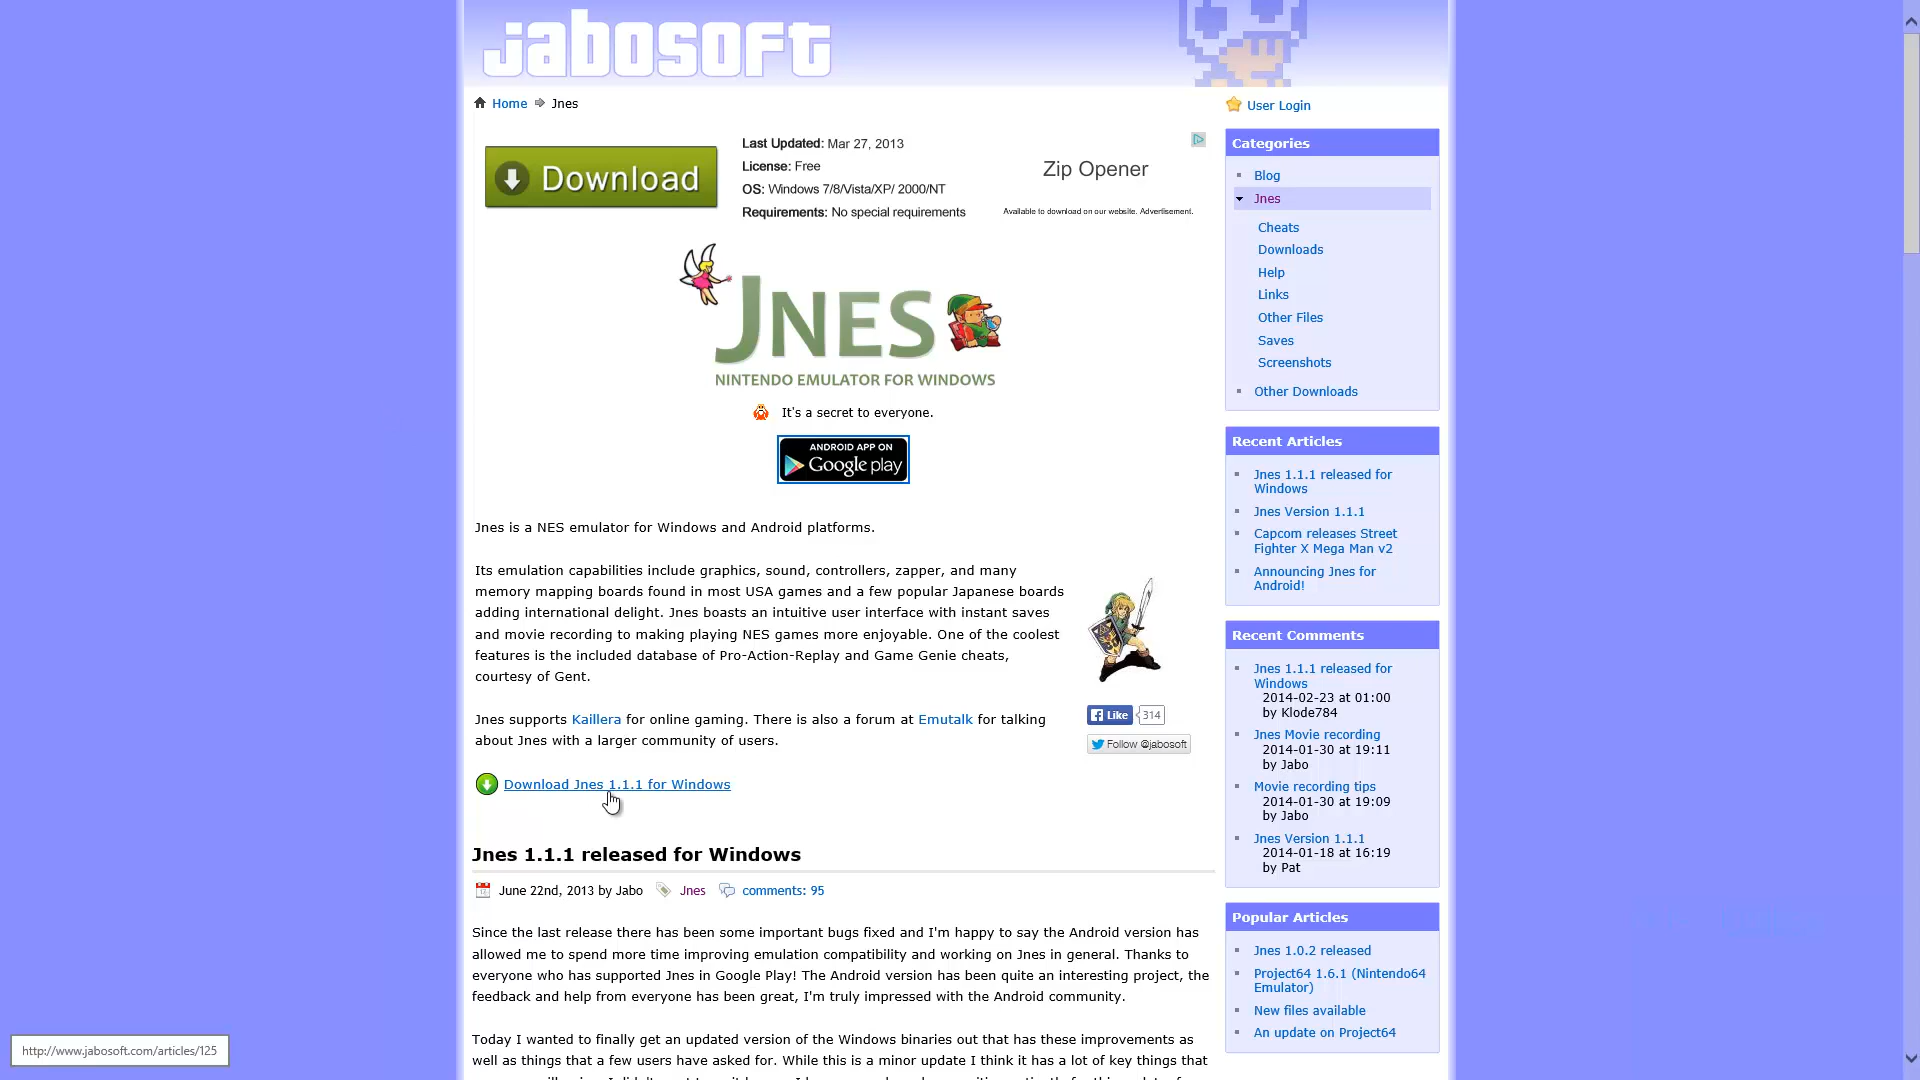 jabosoft
Home Jnes
User Login
Download
Last Updated: Mar 27, 2013
License: Free
OS: Windows 7/8/Vista/XP/ 2000/NT
Requirements: No special requirements
Zip Opener
Available to download on our website. Advertisement.
JNES
NINTENDO EMULATOR FOR WINDOWS
It's a secret to everyone.
ANDROID APP ON
Google play
Jnes is a NES emulator for Windows and Android platforms.
Its emulation capabilities include graphics, sound, controllers, zapper, and many
memory mapping boards found in most USA games and a few popular Japanese boards
adding international delight. Jnes boasts an intuitive user interface with instant saves
and movie recording to making playing NES games more enjoyable. One of the coolest
features is the included database of Pro-Action-Replay and Game Genie cheats,
courtesy of Gent.
Jnes supports Kaillera for online gaming. There is also a forum at Emutalk for talking
about Jnes with a larger community of users.
Like 314
Follow @jabosoft
Download Jnes 1.1.1 for Windows
Jnes 1.1.1 released for Windows
June 22nd, 2013 by Jabo Jnes comments: 95
Since the last release there has been some important bugs fixed and I'm happy to say the Android version has
allowed me to spend more time improving emulation compatibility and working on Jnes in general. Thanks to
everyone who has supported Jnes in Google Play! The Android version has been quite an interesting project, the
feedback and help from everyone has been great, I'm truly impressed with the Android community.
Today I wanted to finally get an updated version of the Windows binaries out that has these improvements as
well as things that a few users have asked for. While this is a minor update I think it has a lot of key things that
Categories
Blog
Jnes
Cheats
Downloads
Help
Links
Other Files
Saves
Screenshots
Other Downloads
Recent Articles
Jnes 1.1.1 released for
Windows
Jnes Version 1.1.1
Capcom releases Street
Fighter X Mega Man v2
Announcing Jnes for
Android!
Recent Comments
Jnes 1.1.1 released for
Windows
2014-02-23 at 01:00
by Klode784
Jnes Movie recording
2014-01-30 at 19:11
by Jabo
Movie recording tips
2014-01-30 at 19:09
by Jabo
Jnes Version 1.1.1
2014-01-18 at 16:19
by Pat
Popular Articles
Jnes 1.0.2 released
Project64 1.6.1 (Nintendo64
Emulator)
New files available
An update on Project64
http://www.jabosoft.com/articles/125